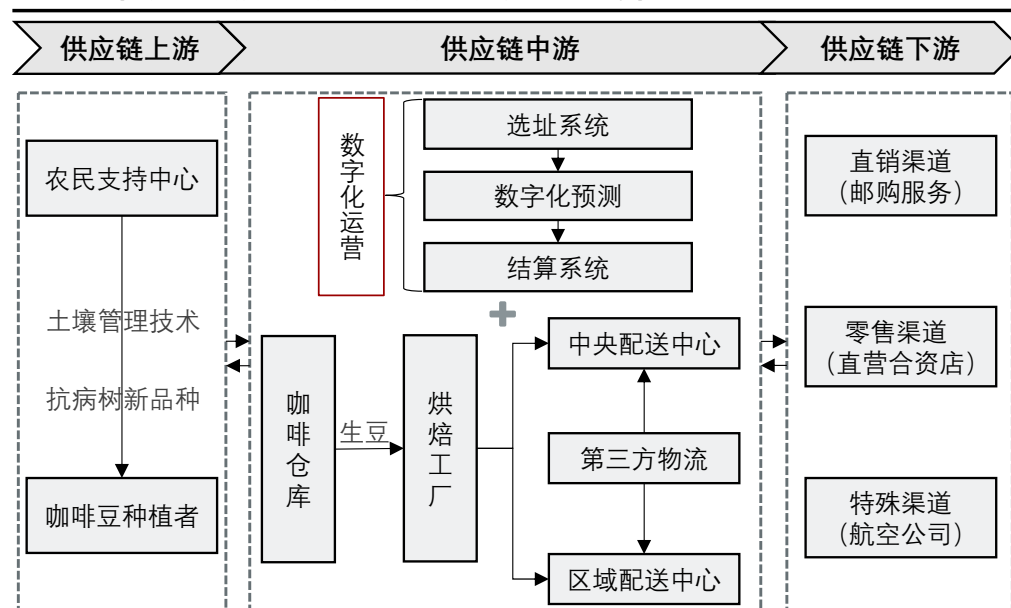 供应链上游
供应链中游
供应链下游
农民支持中心
土壤管理技术
抗病树新品种
咖啡豆种植者
数字化运营
选址系统
数字化预测
结算系统
+
咖啡仓库
生豆
烘焙工厂
中央配送中心
第三方物流
区域配送中心
直销渠道
（邮购服务）
零售渠道
（直营合资店）
特殊渠道
（航空公司）